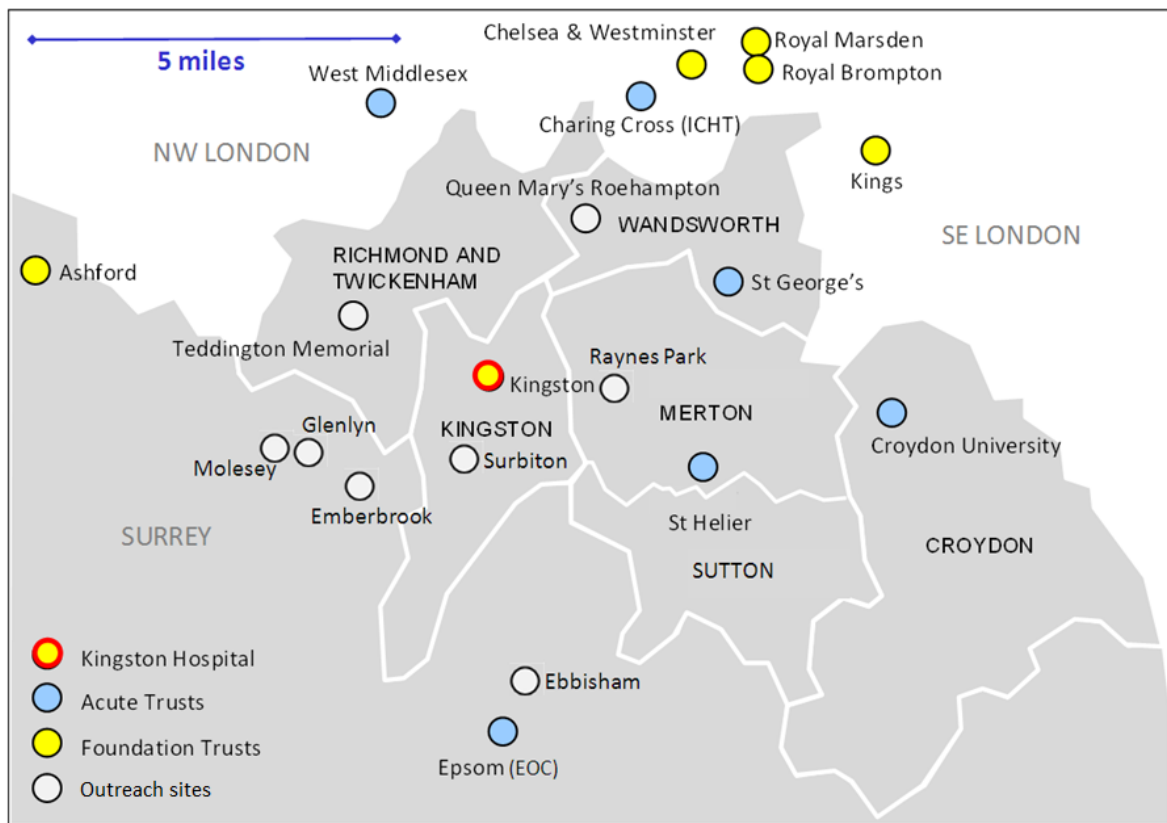 Chelsea & Westminster
Royal Marsden
5 miles
West Middlesex
Royal Brompton
Charing Cross (ICHT)
NW LONDON
Kings
Queen Mary's Roehampton
WANDSWORTH
SE LONDON
RICHMOND AND
TWICKENHAM
Ashford
St George's
Teddington Memorial
Raynes Park
Kingston
MERTON
Glenlyn
KINGSTON
Croydon University
Molesey
Surbiton
Emberbrook
St Helier
SURREY
CROYDON
SUTTON
Kingston Hospital
Ebbisham
Acute Trusts
Foundation Trusts
Epsom (EOC)
Outreach sites